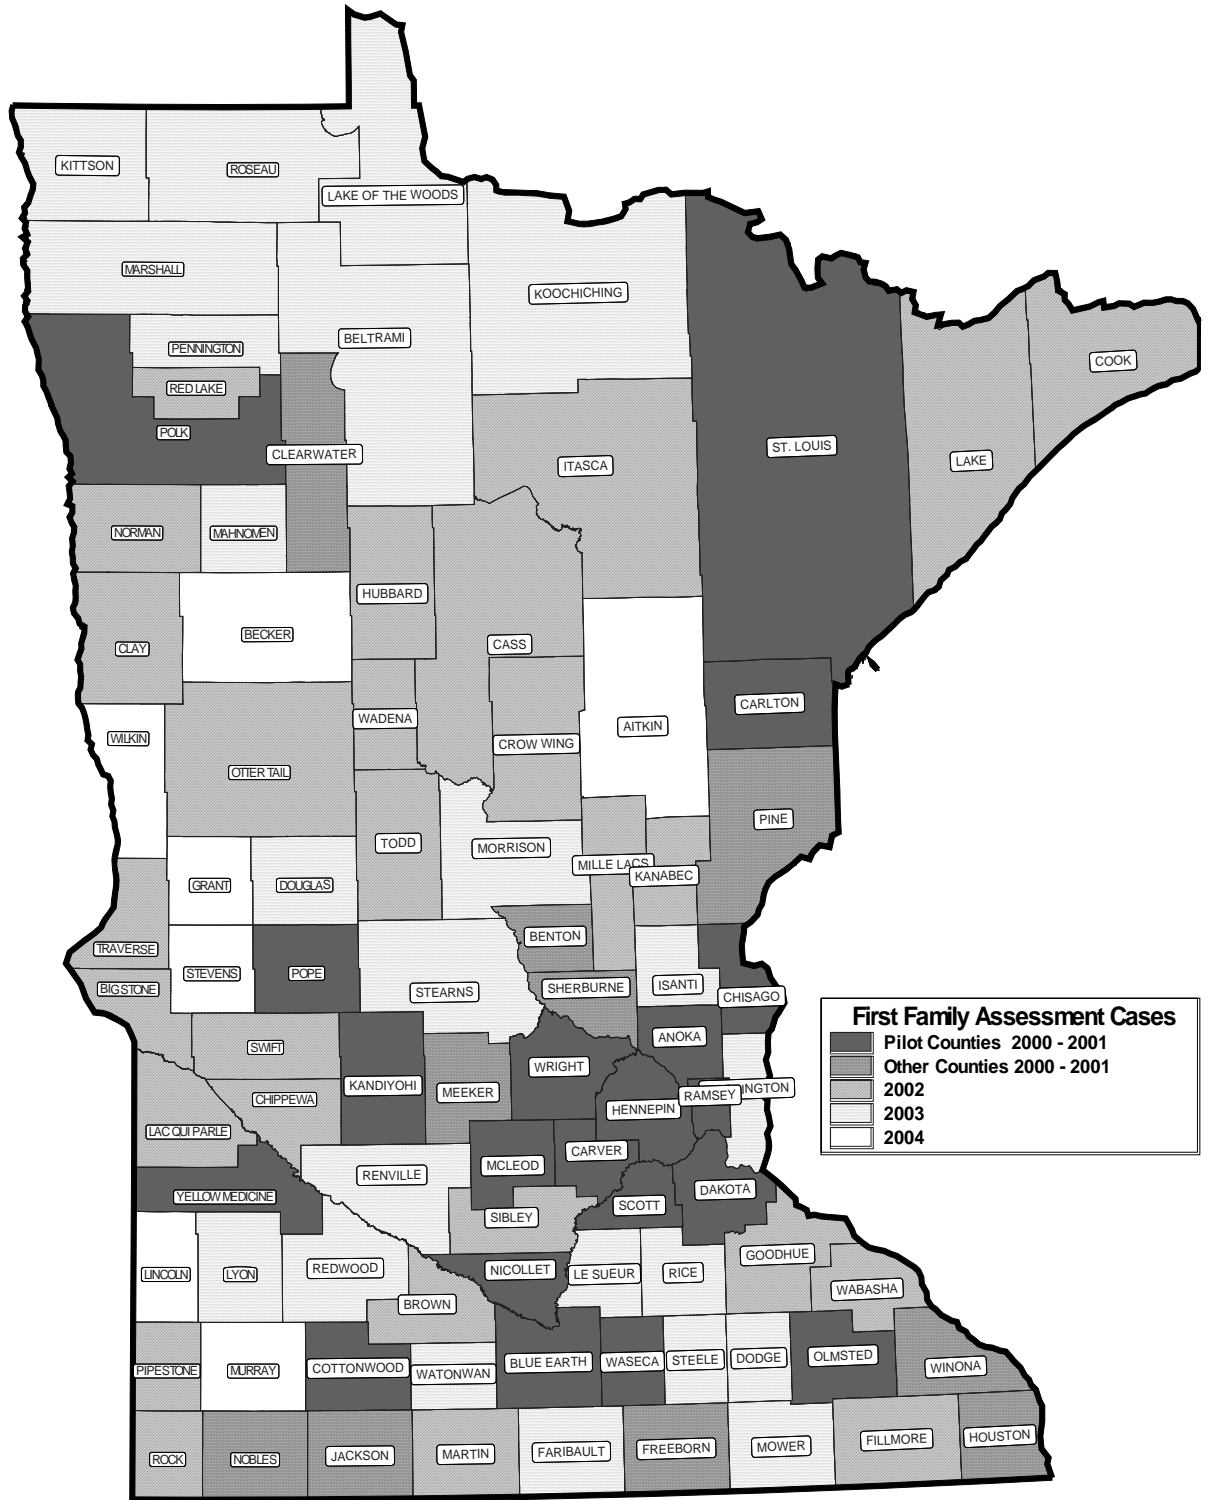 KITTSON
ROSEAU
LAKE OF THE WOODS
MARSHALL
KOOCHICHING
BELTRAMI
PENNINGTON
COOK
RED LAKE
POLK
ST. LOUIS
CLEARWATER
LAKE
ITASCA
NORMAN
MAHNOMEN
HUBBARD
BECKER
CASS
CLAY
CARLTON
WADENA
AITKIN
WILKIN
CROW WING
OTTER TAIL
PINE
TODD
MORRISON
MILLE LACS
KANABEC
GRANT
DOUGLAS
BENTON
TRAVERSE
STEVENS
POPE
ISANTI
BIG STONE
SHERBURNE
STEARNS
CHISAGO
First Family Assessment Cases
Pilot Counties 2000 - 2001
Other Counties 2000 - 2001
2002
2003
2004
ANOKA
SWIFT
WRIGHT
KANDIYOHI
MEEKER
RAMSEY
INGTON
CHIPPEWA
HENNEPIN
LAC QUI PARLE
CARVER
MCLEOD
RENVILLE
DAKOTA
YELLOW MEDICINE
SCOTT
SIBLEY
GOODHUE
REDWOOD
NICOLLET
LE SUEUR
RICE
LINCOLN
LYON
WABASHA
BROWN
OLMSTED
DODGE
STEELE
WASECA
BLUE EARTH
WINONA
COTTONWOOD
WATONWAN
PIPESTONE
MURRAY
HOUSTON
FILLMORE
MOWER
FREEBORN
FARIBAULT
MARTIN
JACKSON
NOBLES
ROCK